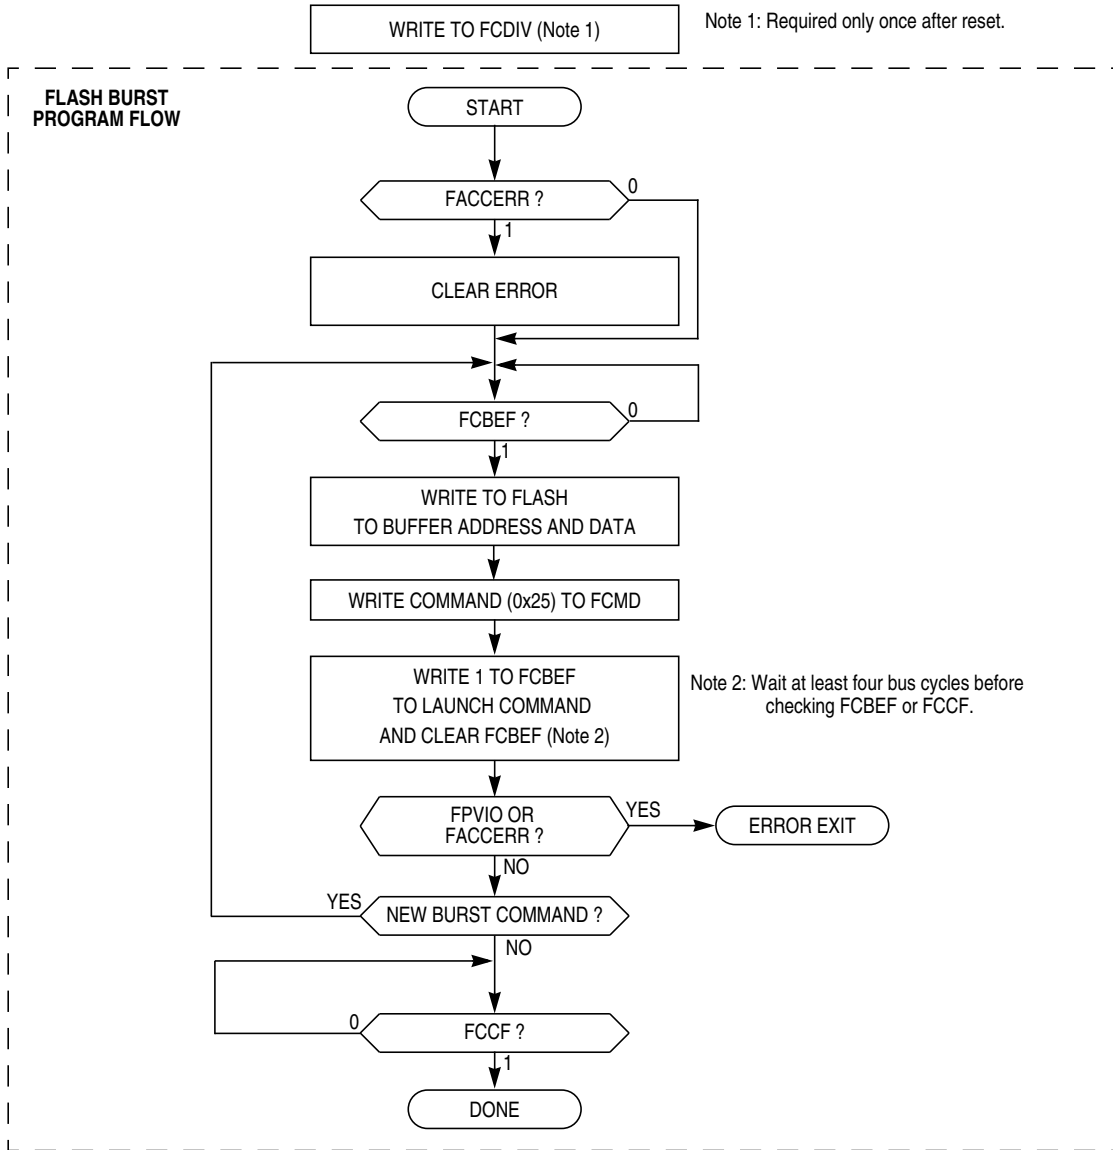 WRITE TO FCDIV (Note 1)
Note 1: Required only once after reset.
FLASH BURST
PROGRAM FLOW
START
FACCERR ?
0
1
CLEAR ERROR
FCBEF ?
0
1
WRITE TO FLASH
TO BUFFER ADDRESS AND DATA
WRITE COMMAND (0x25) TO FCMD
WRITE 1 TO FCBEF
TO LAUNCH COMMAND
AND CLEAR FCBEF (Note 2)
Note 2: Wait at least four bus cycles before
checking FCBEF or FCCF.
FPVIO OR
FACCERR ?
YES
ERROR EXIT
NO
YES
NEW BURST COMMAND ?
NO
0
FCCF ?
1
DONE